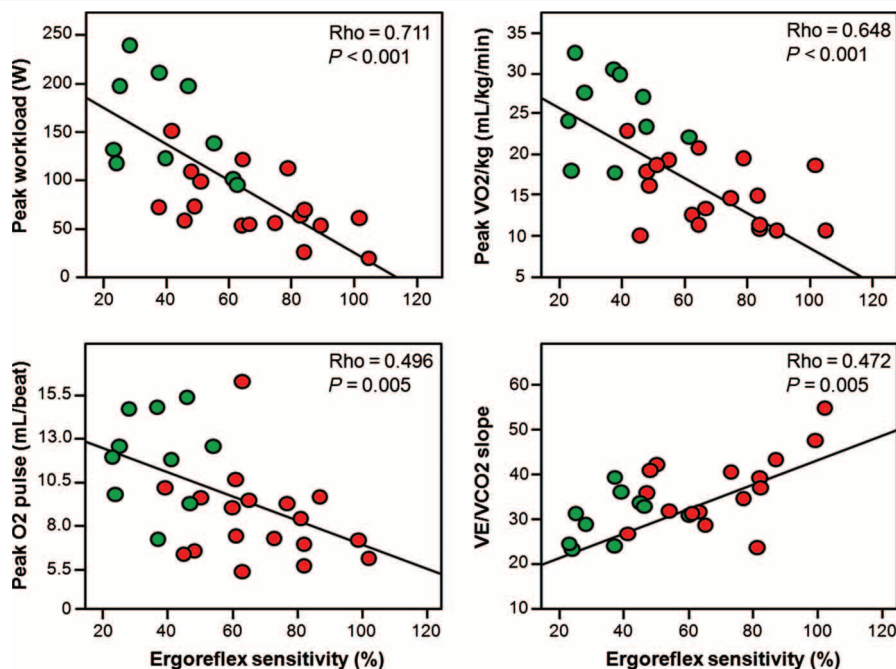 Peak workload (W)
250
200
150
100
50
0
20 40 60 80 100 120
Rho = 0.711
P < 0.001
Peak VO2/kg (mL/kg/min)
35
30
25
20
15
10
5
20 40 60 80 100 120
Rho = 0.648
P < 0.001
Peak O2 pulse (mL/beat)
15.5
13.0
10.5
8.0
5.5
0
20 40 60 80 100 120
Rho = 0.496
P = 0.005
Ergoreflex sensitivity (%)
VE/VCO2 slope
60
50
40
30
20
10
20 40 60 80 100 120
Rho = 0.472
P = 0.005
Ergoreflex sensitivity (%)